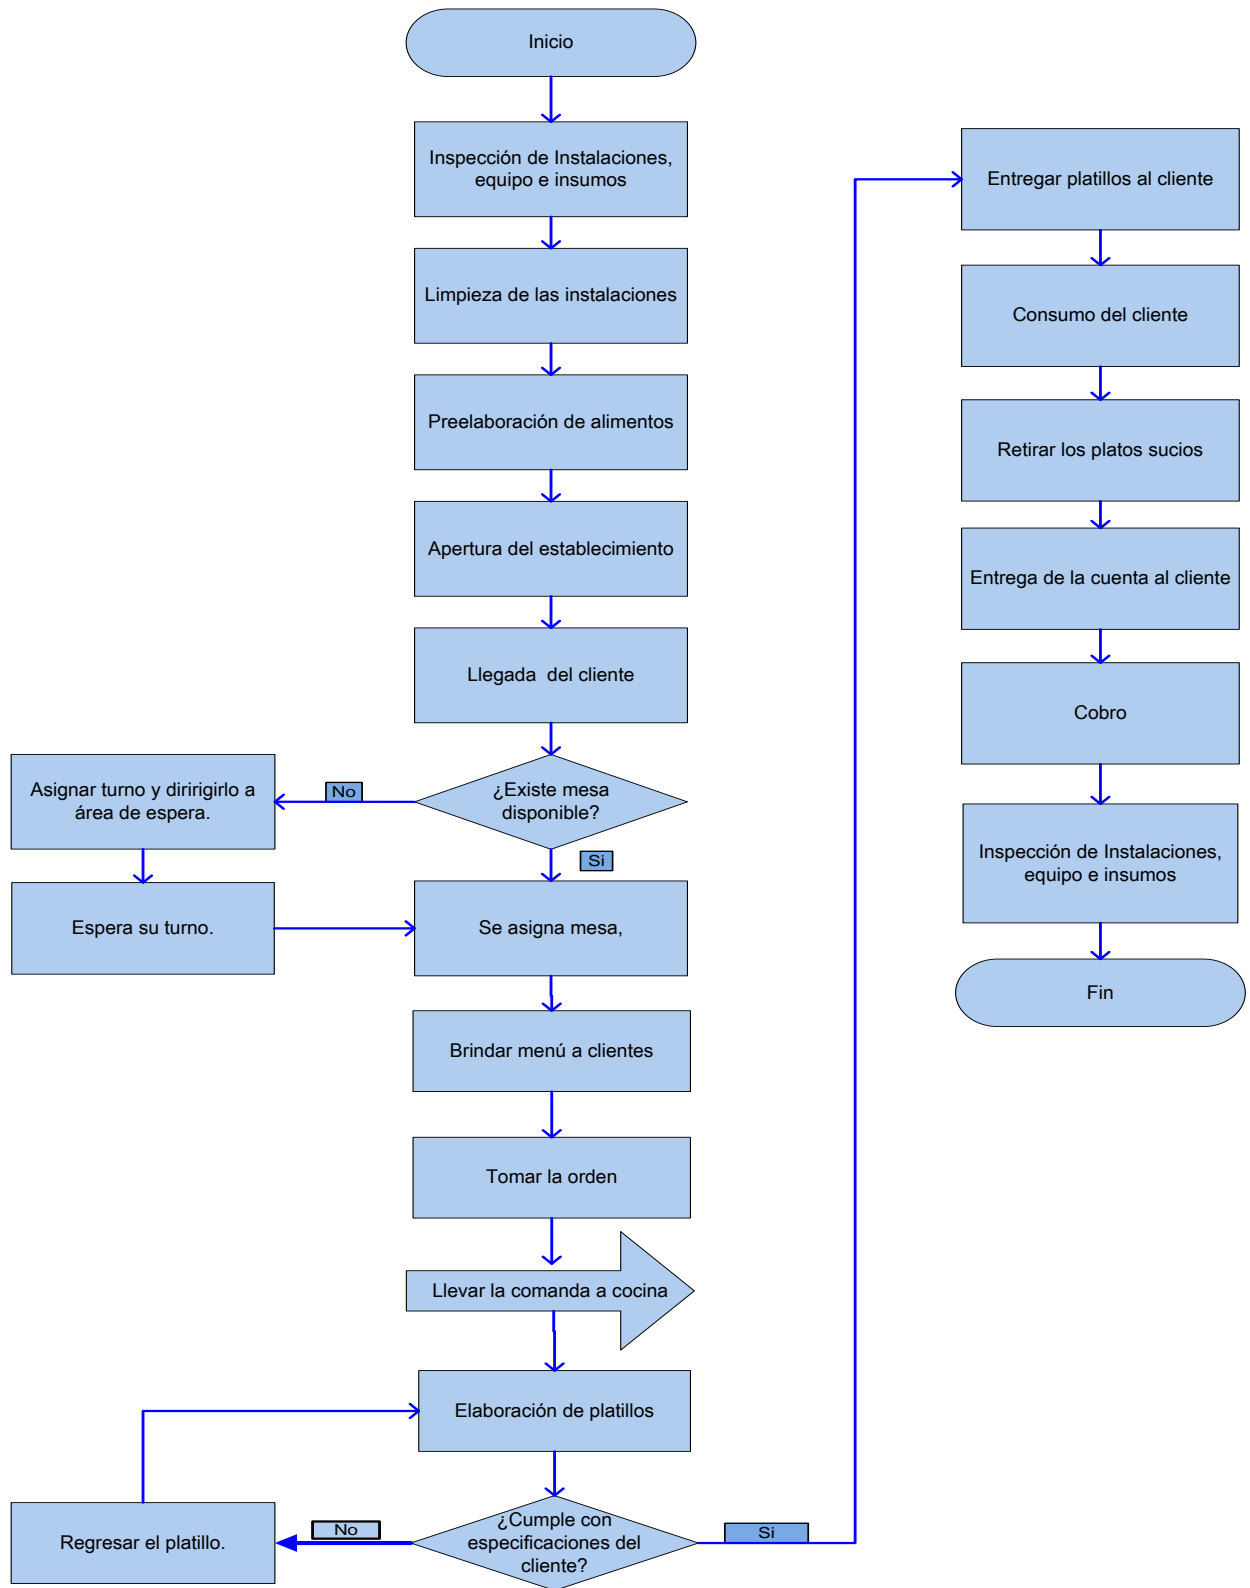 Inicio
Inspección de Instalaciones,
equipo e insumos
Limpieza de las instalaciones
Preelaboración de alimentos
Apertura del establecimiento
Llegada  del cliente
¿Existe mesa
disponible?
No
Asignar turno y diririgirlo a
área de espera.
Espera su turno.
Si
Se asigna mesa,
Brindar menú a clientes
Tomar la orden
Llevar la comanda a cocina
Elaboración de platillos
¿Cumple con
especificaciones del
cliente?
No
Regresar el platillo.
Si
Entregar platillos al cliente
Consumo del cliente
Retirar los platos sucios
Entrega de la cuenta al cliente
Cobro
Inspección de Instalaciones,
equipo e insumos
Fin